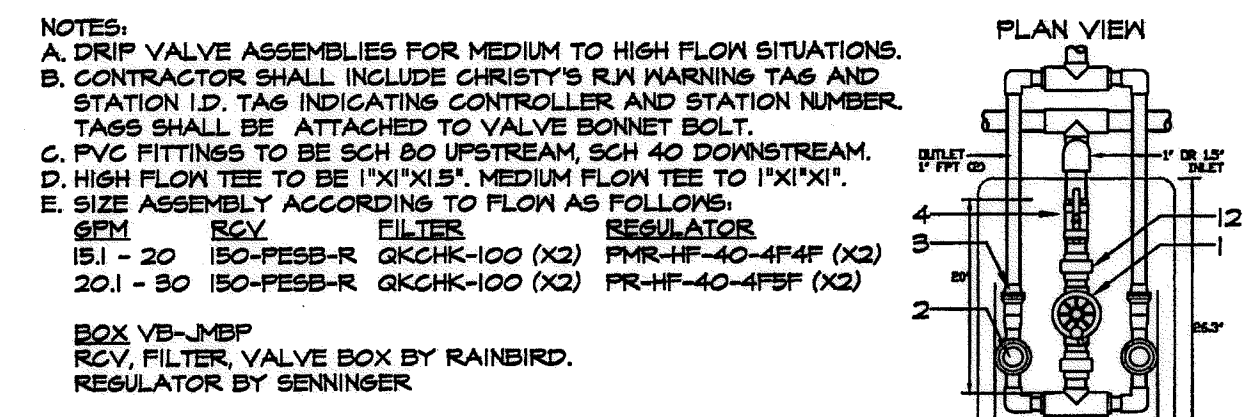 NOTES:
A. DRIP VALVE ASSEMBLIES FOR MEDIUM TO HIGH FLOW SITUATIONS.
B. CONTRACTOR SHALL INCLUDE CHRISTY'S R.W WARNING TAG AND
STATION I.D. TAG INDICATING CONTROLLER AND STATION NUMBER.
TAGS SHALL BE ATTACHED TO VALVE BONNET BOLT.
C. PVC FITTINGS TO BE SCH 80 UPSTREAM, SCH 40 DOWNSTREAM.
D. HIGH FLOW TEE TO BE 1"X1"X1.5". MEDIUM FLOW TEE TO 1"X1"X1".
E. SIZE ASSEMBLY ACCORDING TO FLOW AS FOLLOWS:
GPM RCV FILTER REGULATOR
15.1 - 20 150-PESB-R QKCHK-100 (X2) PMR-HF-40-4F4F (X2)
20.1 - 30 150-PESB-R QKCHK-100 (X2) PR-HF-40-4F5F (X2)
BOX VB-JMBP
RCV, FILTER, VALVE BOX BY RAINBIRD.
REGULATOR BY SENNINGER
PLAN VIEW
OUTLET
1" FPT (2)
1" OR 1.5"
INLET
4
3
2
12
1
20"
26.3"